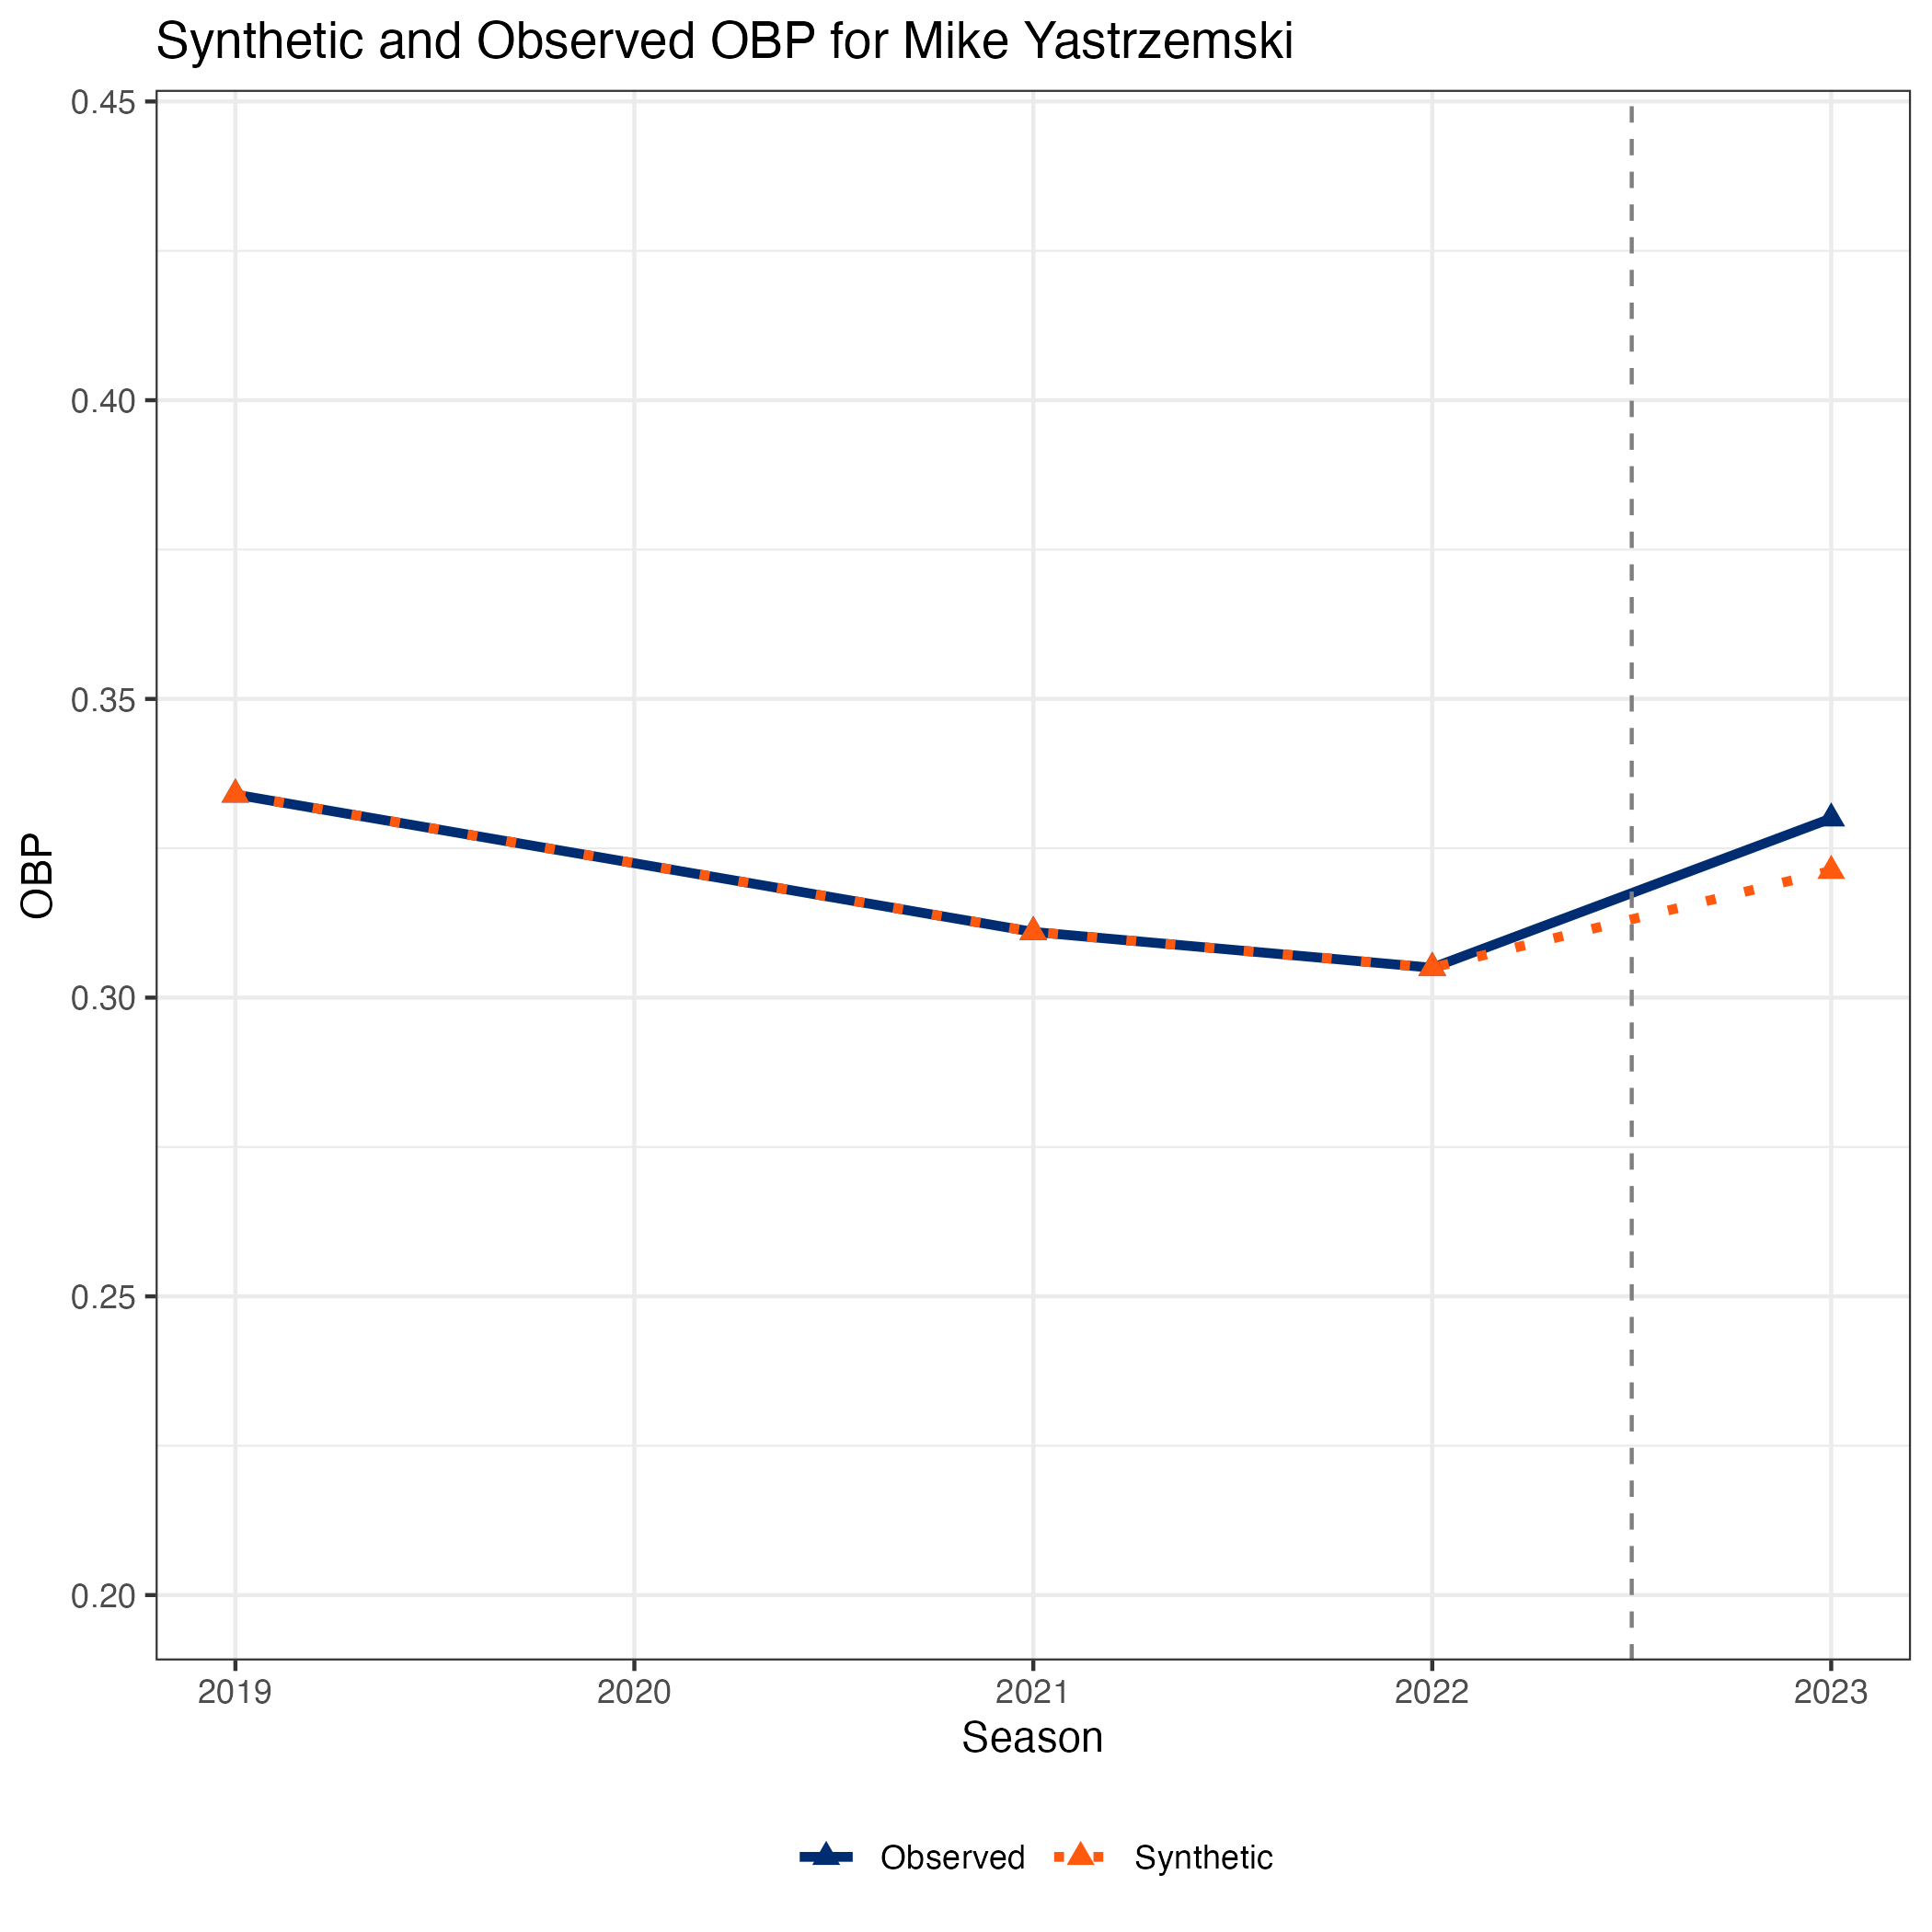 Synthetic and Observed OBP for Mike Yastrzemski
0.45
0.40
0.35
0.30
0.25
0.20
OBP
2019 2020 2021 2022 2023
Season
Observed Synthetic